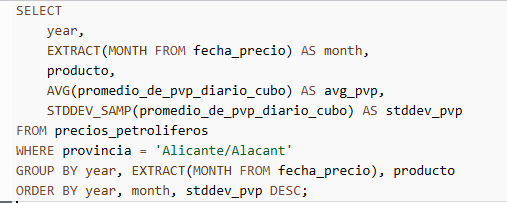 SELECT
    year,
    EXTRACT(MONTH FROM fecha_precio) AS month,
    producto,
    AVG(promedio_de_pvp_diario_cubo) AS avg_pvp,
    STDDEV_SAMP(promedio_de_pvp_diario_cubo) AS stddev_pvp
FROM precios_petroliferos
WHERE provincia = 'Alicante/Alacant'
GROUP BY year, EXTRACT(MONTH FROM fecha_precio), producto
ORDER BY year, month, stddev_pvp DESC;